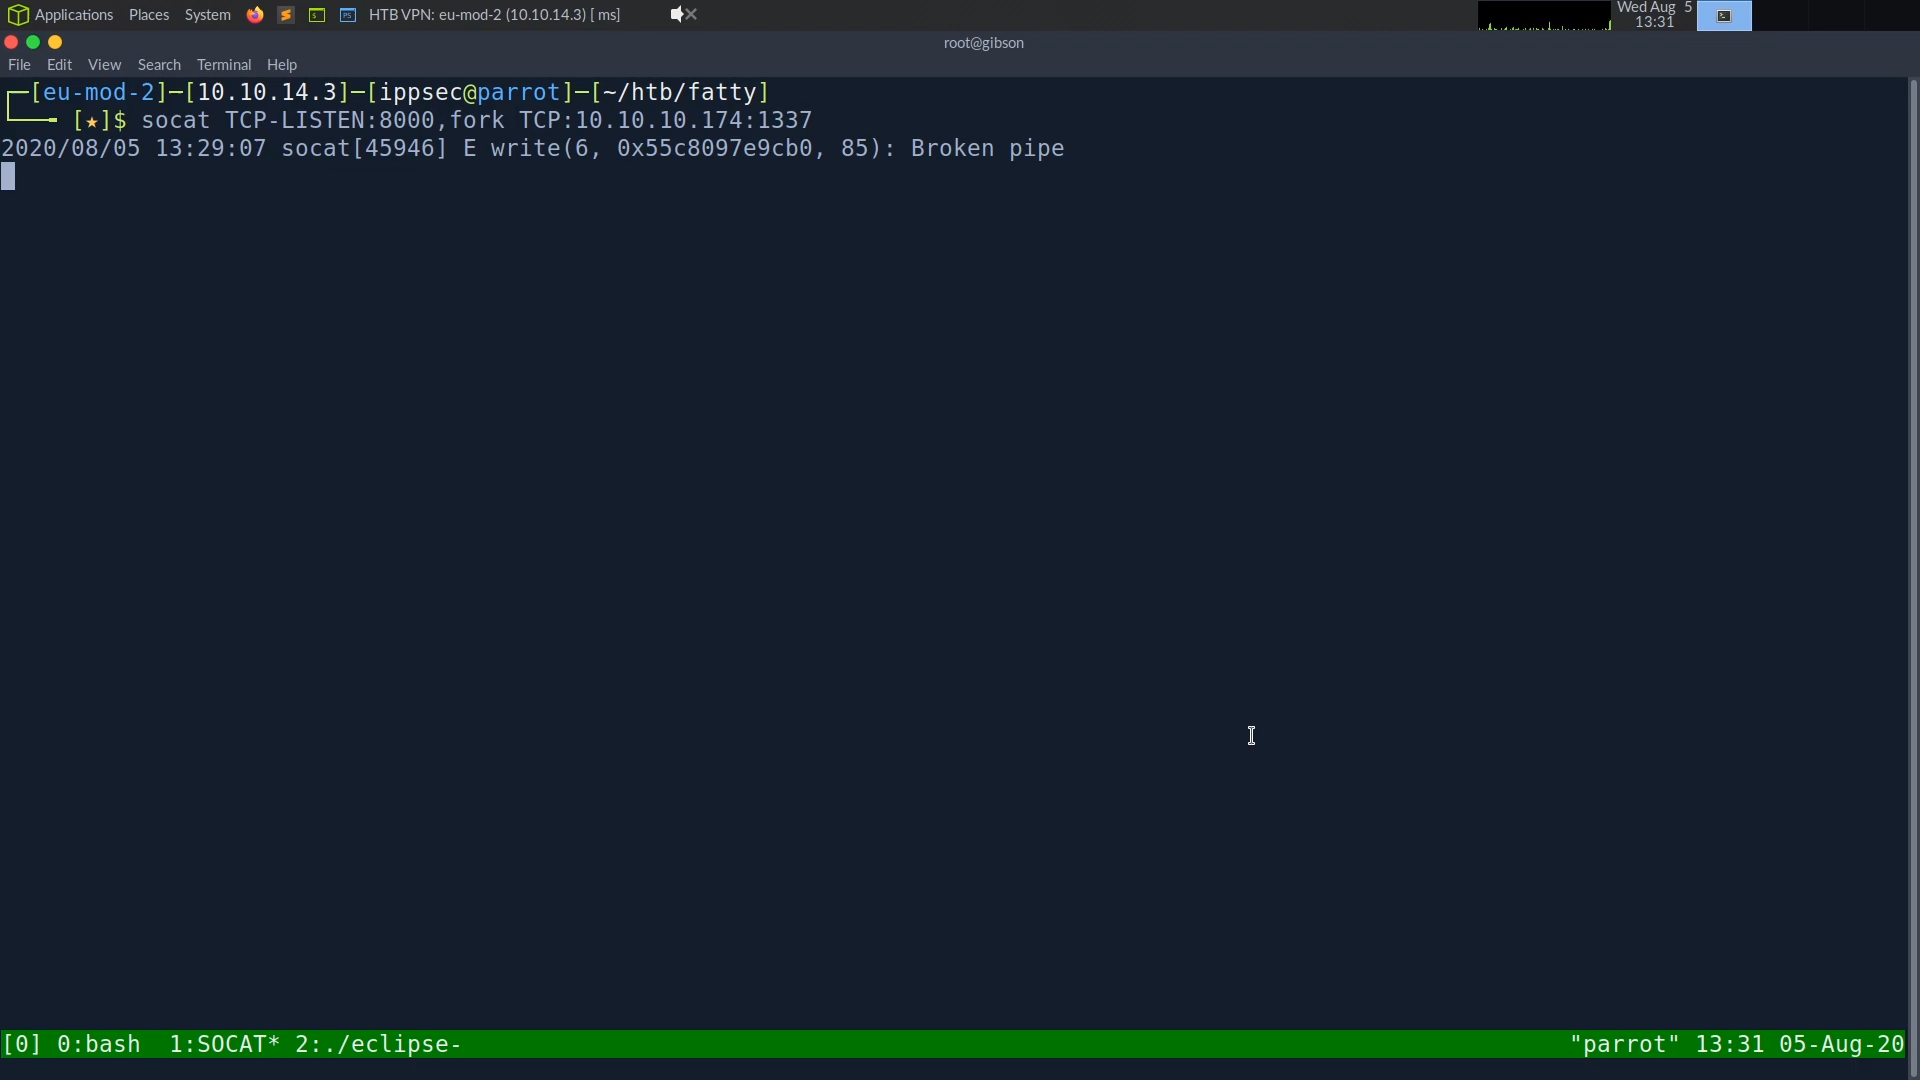 Applications Places System HTB VPN: eu-mod-2 (10.10.14.3) [ ms] Wed Aug 5
13:31
root@gibson
File Edit View Search Terminal Help
┌─[eu-mod-2]─[10.10.14.3]─[ippsec@parrot]─[~/htb/fatty]
└──╼ [★]$ socat TCP-LISTEN:8000,fork TCP:10.10.10.174:1337
2020/08/05 13:29:07 socat[45946] E write(6, 0x55c8097e9cb0, 85): Broken pipe
[0] 0:bash  1:SOCAT* 2:./eclipse- "parrot" 13:31 05-Aug-20